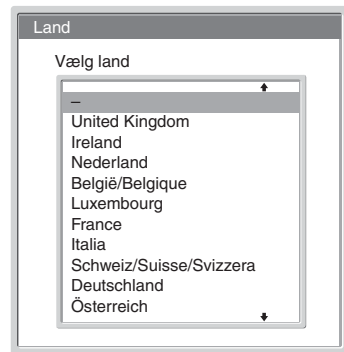 Land
Vælg land
–
United Kingdom
Ireland
Nederland
België/Belgique
Luxembourg
France
Italia
Schweiz/Suisse/Svizzera
Deutschland
Österreich